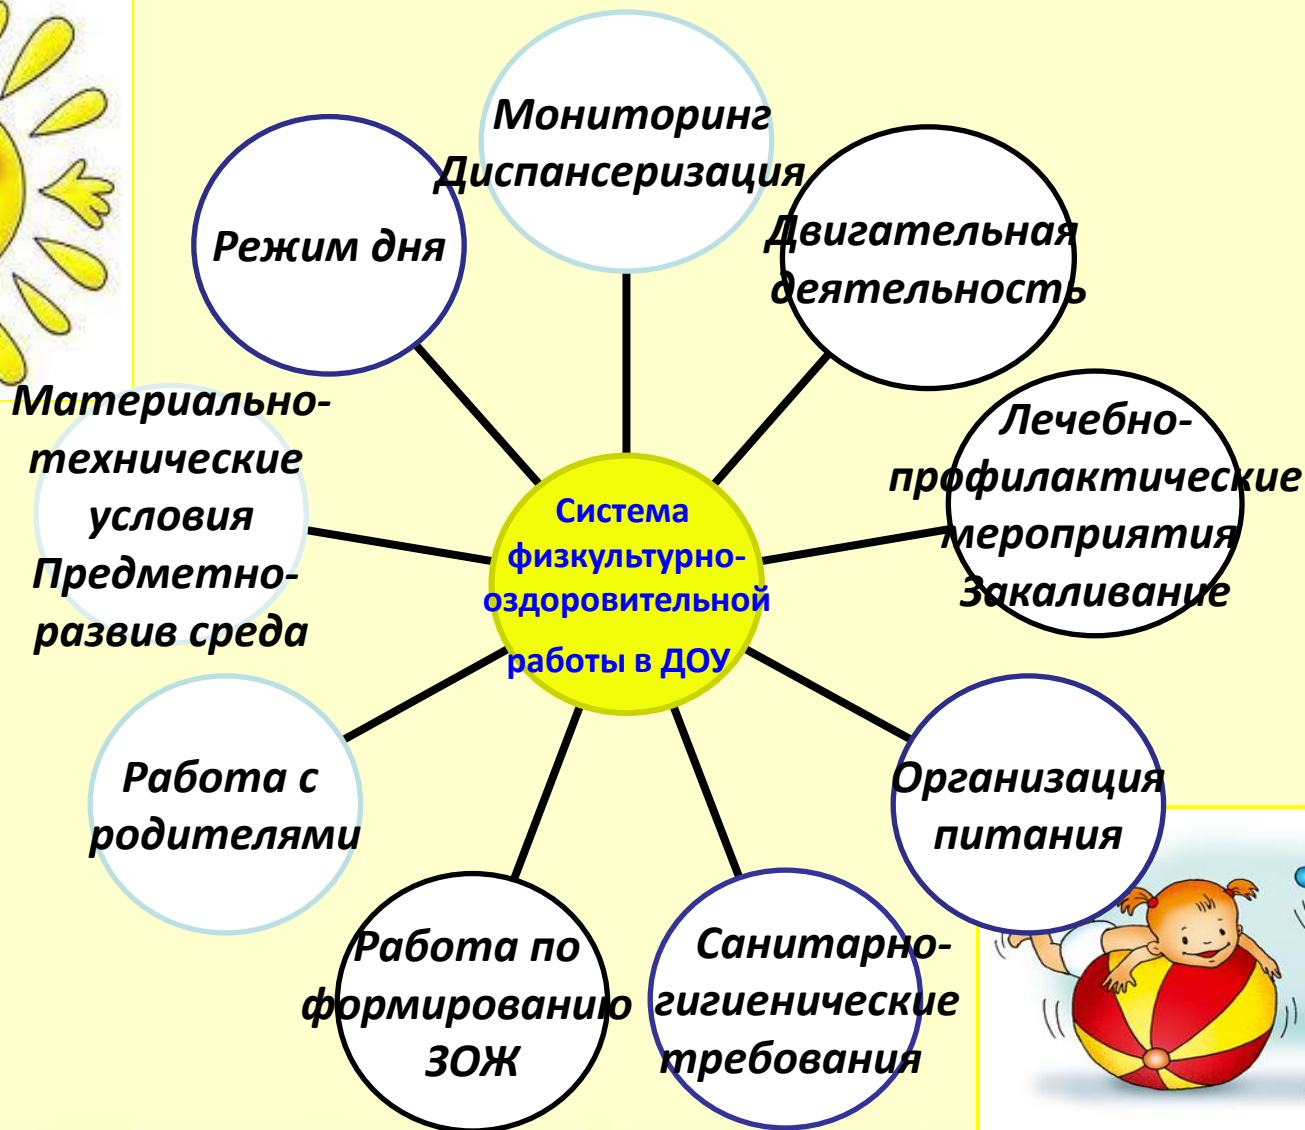 Мониторинг
Диспансеризация
Режим дня
Двигательная
деятельность
Материально-
технические
условия
Предметно-
развив среда
Лечебно-
профилактические
мероприятия
Закаливание
Система
физкультурно-
оздоровительной
работы в ДОУ
Работа с
родителями
Организация
питания
Работа по
формированию
ЗОЖ
Санитарно-
гигиенические
требования